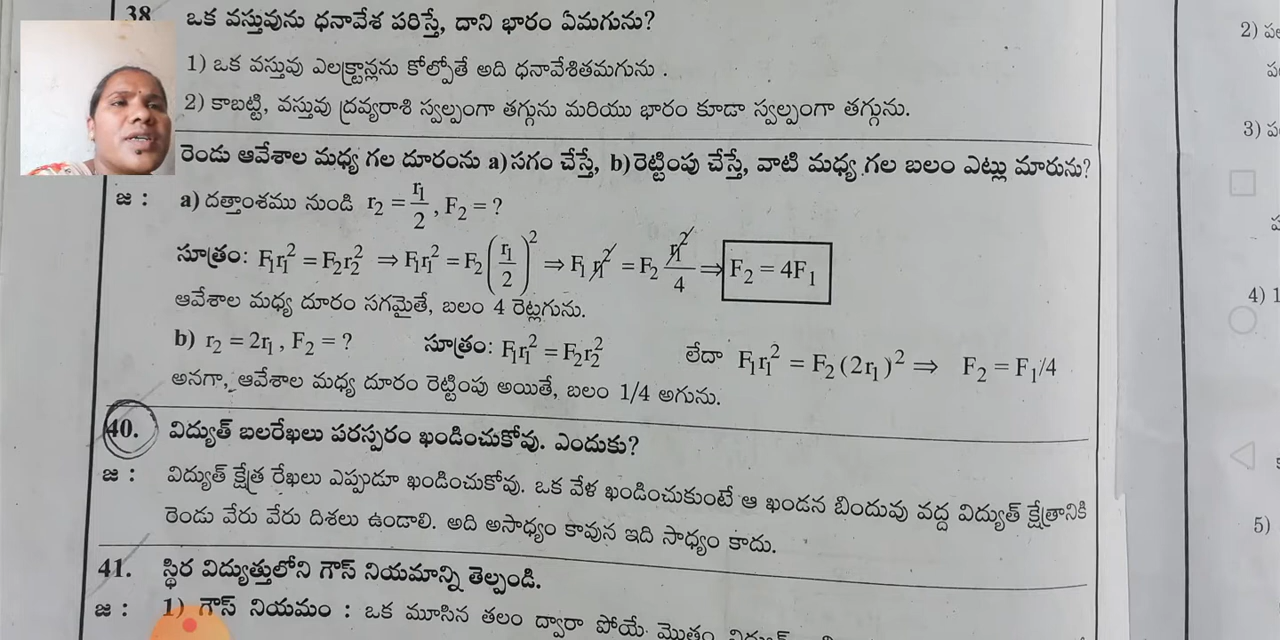 38. ఒక వస్తువును ధనావేశ పరిస్తే, దాని భారం ఏమగును?
1) ఒక వస్తువు ఎలక్ట్రాన్లను కోల్పోతే అది ధనావేశితమగును .
2) కాబట్టి, వస్తువు ద్రవ్యరాశి స్వల్పంగా తగ్గును మరియు భారం కూడా స్వల్పంగా తగ్గును.
రెండు ఆవేశాల మధ్య గల దూరంను a) సగం చేస్తే, b) రెట్టింపు చేస్తే, వాటి మధ్య గల బలం ఎట్లు మారును?
జ : a) దత్తాంశము నుండి r₂ = r₁/2 , F₂ = ?
సూత్రం: F₁r₁² = F₂r₂² ⇒ F₁r₁² = F₂(r₁/2)² ⇒ F₁r₁² = F₂ r₁²/4 ⇒ F₂ = 4F₁
ఆవేశాల మధ్య దూరం సగమైతే, బలం 4 రెట్లగును.
b) r₂ = 2r₁ , F₂ = ? సూత్రం: F₁r₁² = F₂r₂² లేదా F₁r₁² = F₂(2r₁)² ⇒ F₂ = F₁/4
అనగా, ఆవేశాల మధ్య దూరం రెట్టింపు అయితే, బలం 1/4 అగును.
40. విద్యుత్ బలరేఖలు పరస్పరం ఖండించుకోవు. ఎందుకు?
జ : విద్యుత్ క్షేత్ర రేఖలు ఎప్పుడూ ఖండించుకోవు. ఒక వేళ ఖండించుకుంటే ఆ ఖండన బిందువు వద్ద విద్యుత్ క్షేత్రానికి
రెండు వేరు వేరు దిశలు ఉండాలి. అది అసాధ్యం కావున ఇది సాధ్యం కాదు.
41. స్థిర విద్యుత్తులోని గౌస్ నియమాన్ని తెల్పండి.
జ : 1) గౌస్ నియమం : ఒక మూసిన తలం ద్వారా పోయే మొత్తం
2)
3)
4) 1
5)